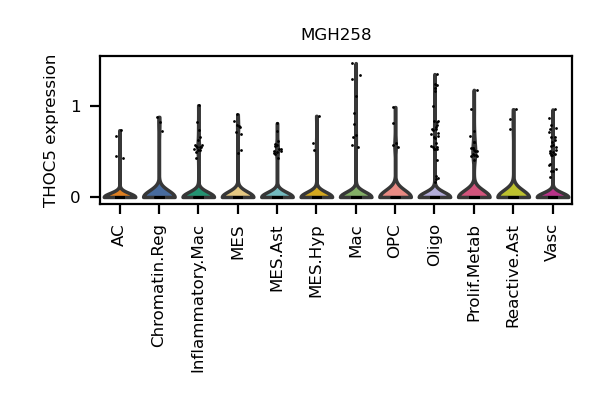 MGH258
THOC5 expression
1
0
AC
Chromatin.Reg
Inflammatory.Mac
MES
MES.Ast
MES.Hyp
Mac
OPC
Oligo
Prolif.Metab
Reactive.Ast
Vasc